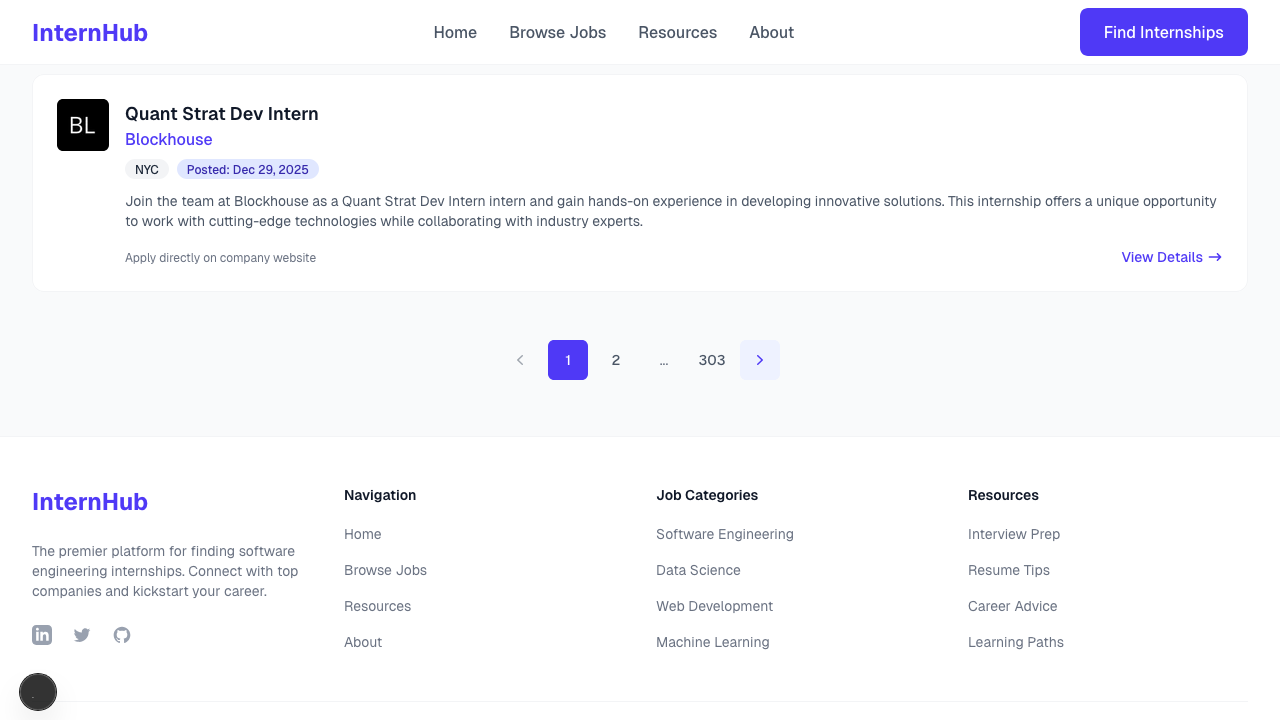 InternHub
Home
Browse Jobs
Resources
About
Find Internships
BL
Quant Strat Dev Intern
Blockhouse
NYC
Posted: Dec 29, 2025
Join the team at Blockhouse as a Quant Strat Dev Intern intern and gain hands-on experience in developing innovative solutions. This internship offers a unique opportunity
to work with cutting-edge technologies while collaborating with industry experts.
Apply directly on company website
View Details →
1
2
...
303
InternHub
The premier platform for finding software
engineering internships. Connect with top
companies and kickstart your career.
in
Navigation
Home
Browse Jobs
Resources
About
Job Categories
Software Engineering
Data Science
Web Development
Machine Learning
Resources
Interview Prep
Resume Tips
Career Advice
Learning Paths